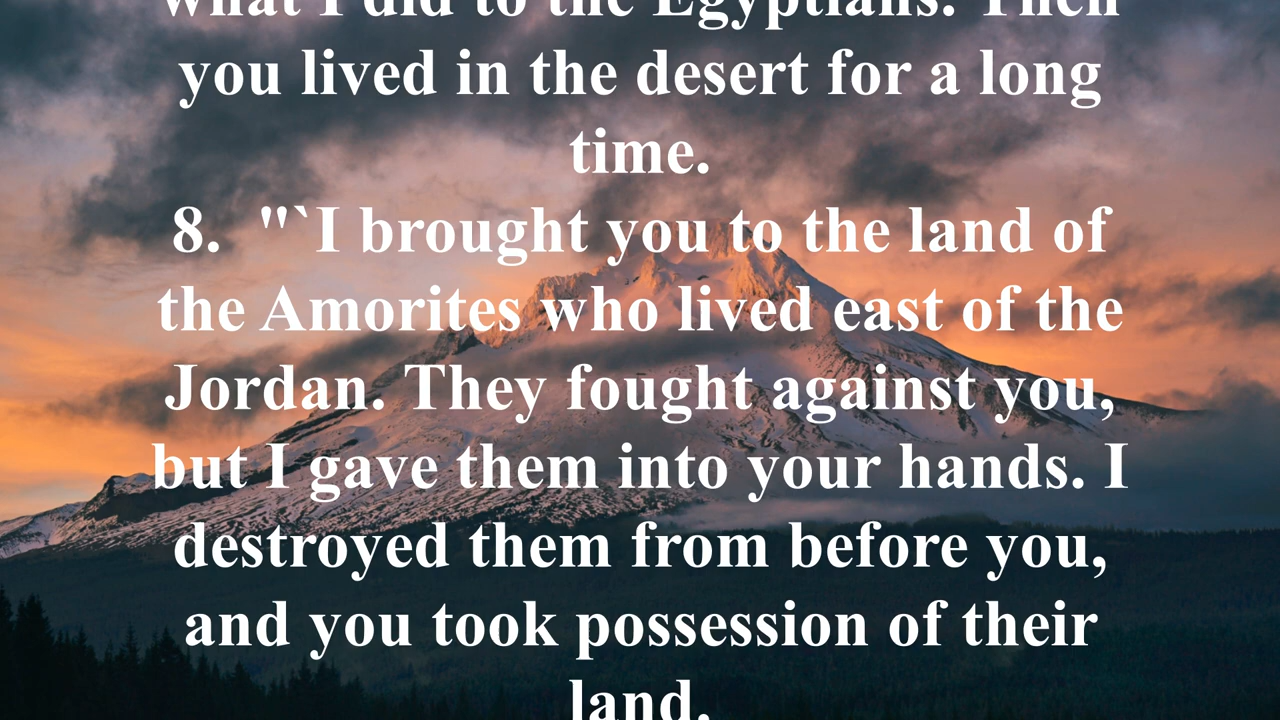 what I did to the Egyptians. Then
you lived in the desert for a long
time.
8.  "`I brought you to the land of
the Amorites who lived east of the
Jordan. They fought against you,
but I gave them into your hands. I
destroyed them from before you,
and you took possession of their
land.